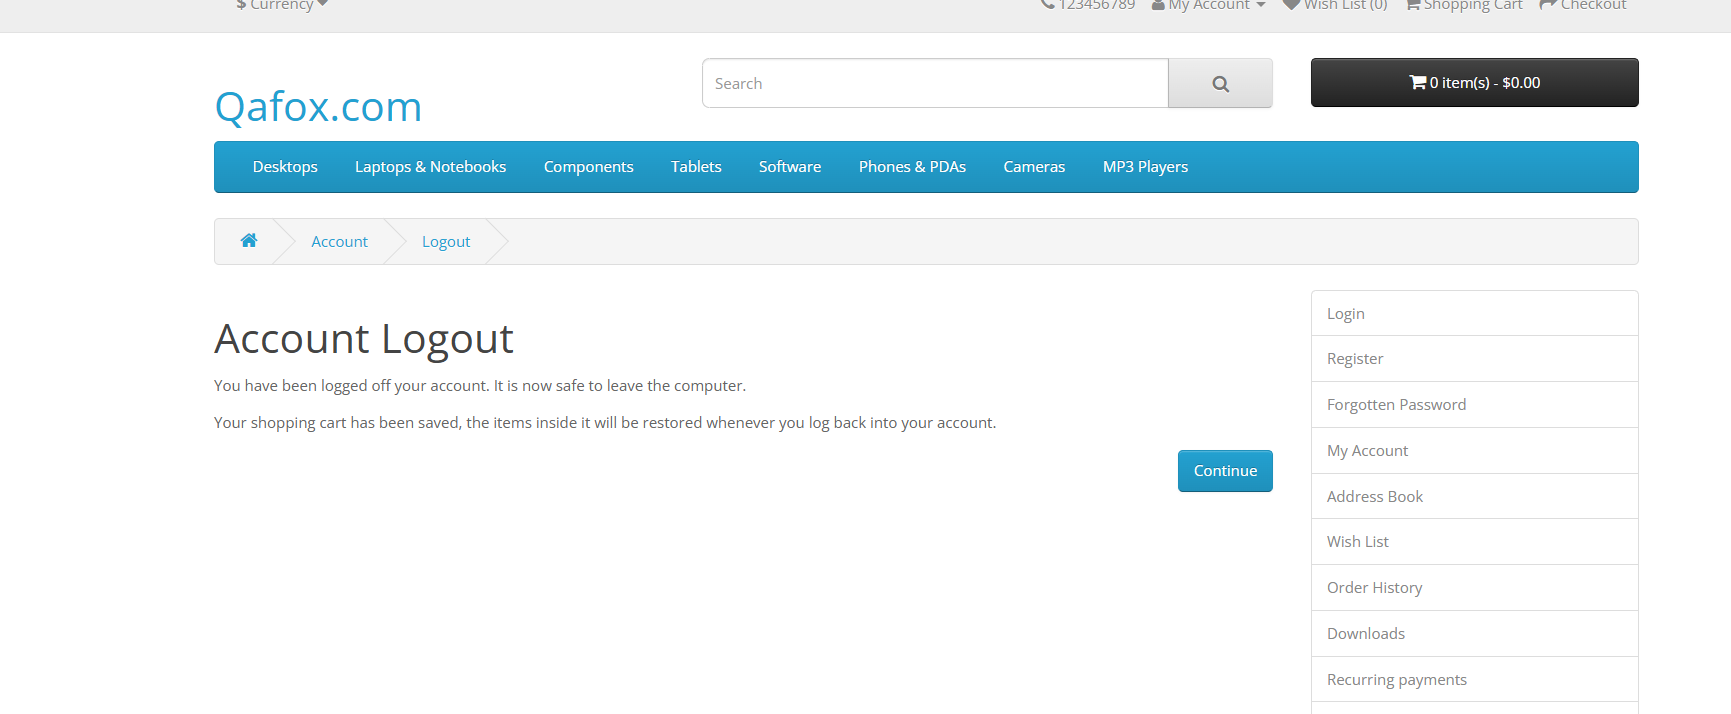 $ Currency
123456789 My Account Wish List (0) Shopping Cart Checkout
Qafox.com
Search
0 item(s) - $0.00
Desktops Laptops & Notebooks Components Tablets Software Phones & PDAs Cameras MP3 Players
Account Logout
Account Logout
You have been logged off your account. It is now safe to leave the computer.
Your shopping cart has been saved, the items inside it will be restored whenever you log back into your account.
Continue
Login
Register
Forgotten Password
My Account
Address Book
Wish List
Order History
Downloads
Recurring payments